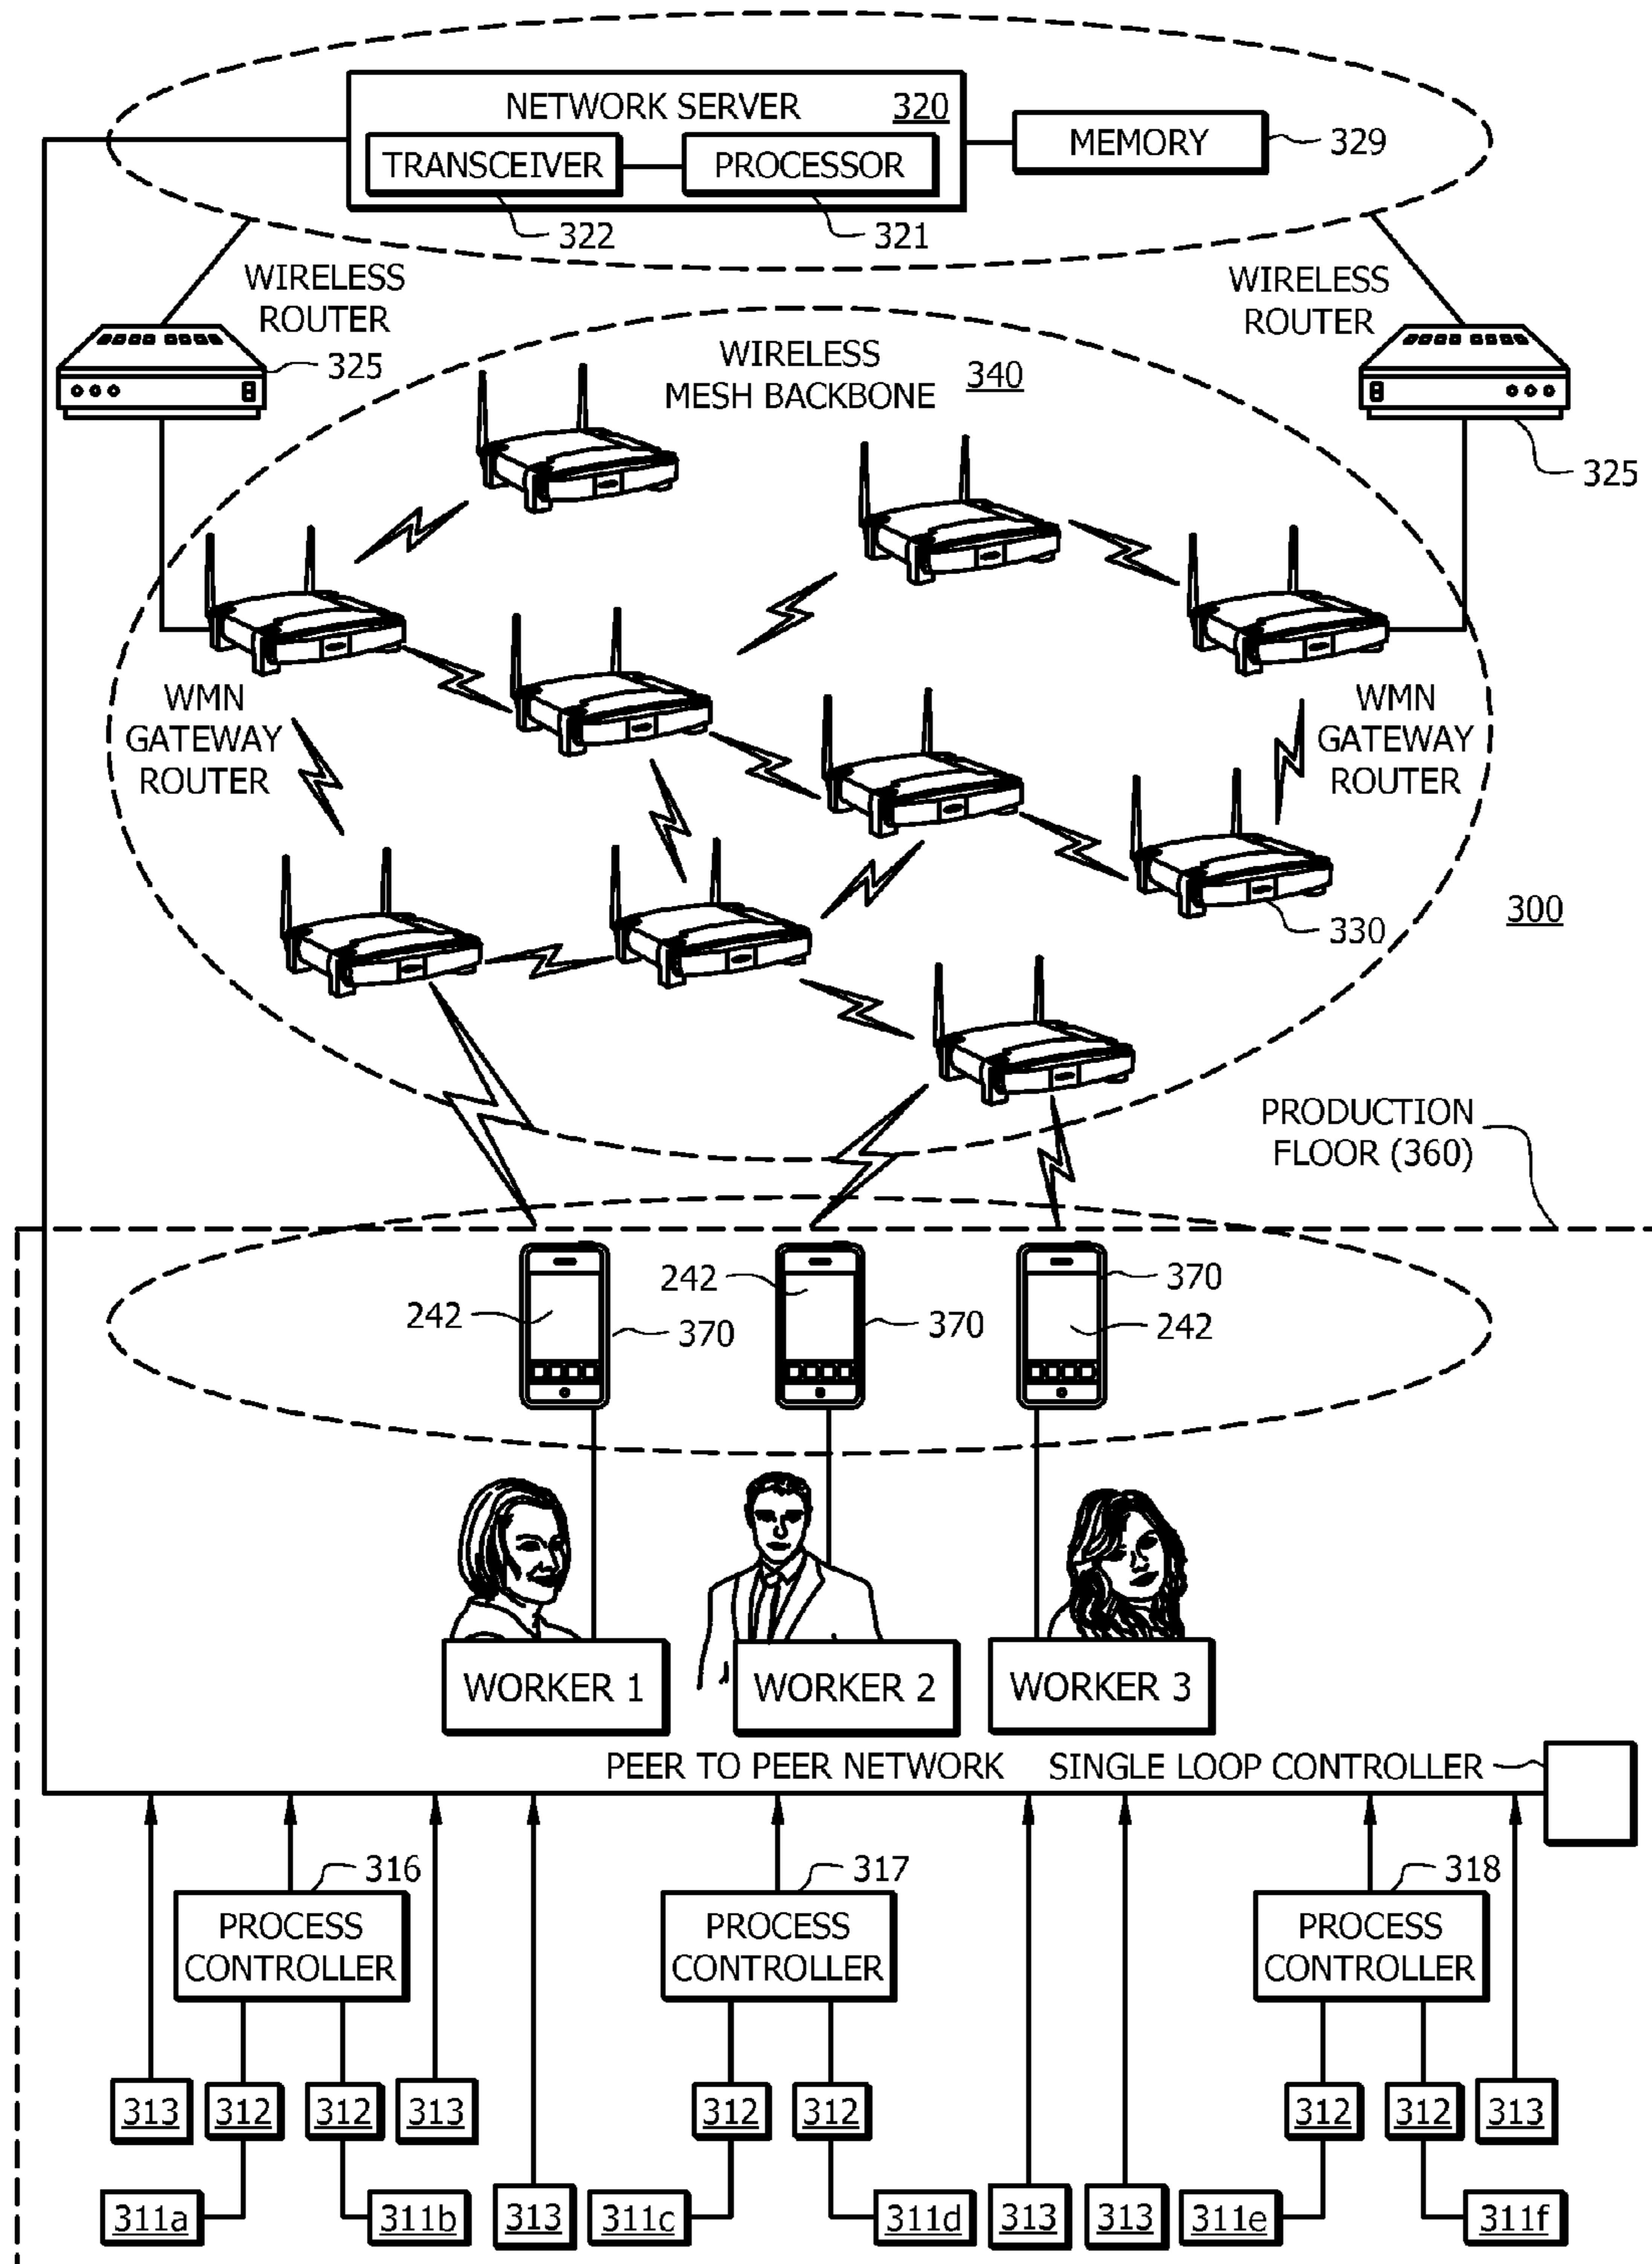 NETWORK SERVER 320
TRANSCEIVER
PROCESSOR
MEMORY
329
322
321
WIRELESS
ROUTER
325
WIRELESS
ROUTER
325
WIRELESS
MESH BACKBONE
340
WMN
GATEWAY
ROUTER
WMN
GATEWAY
ROUTER
330
300
PRODUCTION
FLOOR (360)
242
370
242
370
370
242
WORKER 1
WORKER 2
WORKER 3
PEER TO PEER NETWORK
SINGLE LOOP CONTROLLER
316
317
318
PROCESS
CONTROLLER
PROCESS
CONTROLLER
PROCESS
CONTROLLER
313
312
312
313
312
312
312
312
313
311a
311b
313
311c
311d
313
313
311e
311f